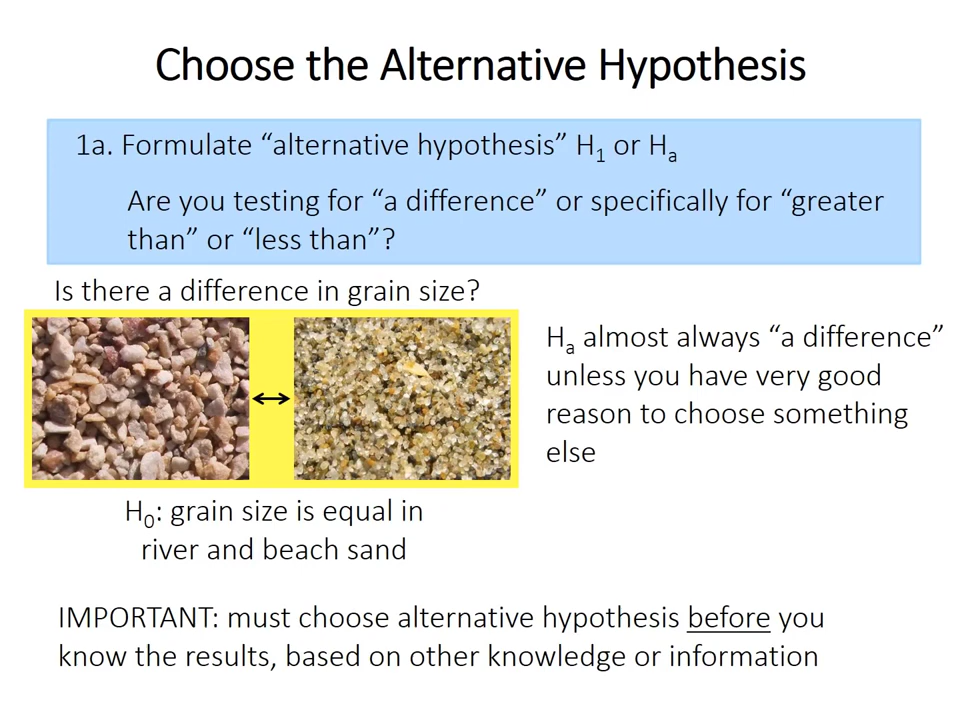 Choose the Alternative Hypothesis
1a. Formulate “alternative hypothesis” H₁ or Hₐ
Are you testing for “a difference” or specifically for “greater
than” or “less than”?
Is there a difference in grain size?
Hₐ almost always “a difference”
unless you have very good
reason to choose something
else
H₀: grain size is equal in
river and beach sand
IMPORTANT: must choose alternative hypothesis before you
know the results, based on other knowledge or information